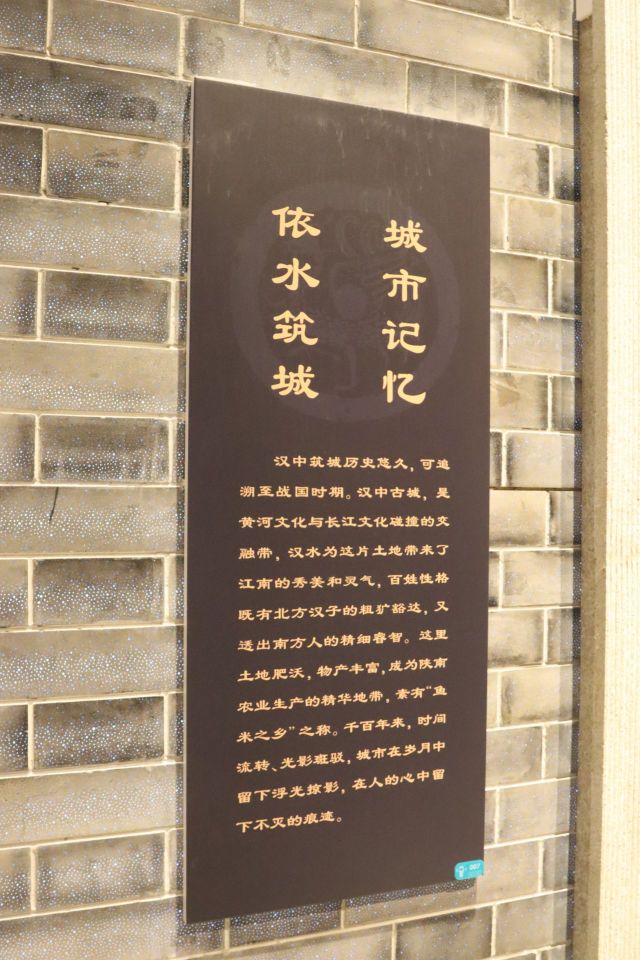 城市记忆
依水筑城
汉中筑城历史悠久，可追
溯至战国时期。汉中古城，是
黄河文化与长江文化碰撞的交
融带，汉水为这片土地带来了
江南的秀美和灵气，百姓性格
既有北方汉子的粗犷豁达，又
透出南方人的精细睿智。这里
土地肥沃，物产丰富，成为陕南
农业生产的精华地带，素有“鱼
米之乡”之称。千百年来，时间
流转、光影斑驳，城市在岁月中
留下浮光掠影，在人的心中留
下不灭的痕迹。
007